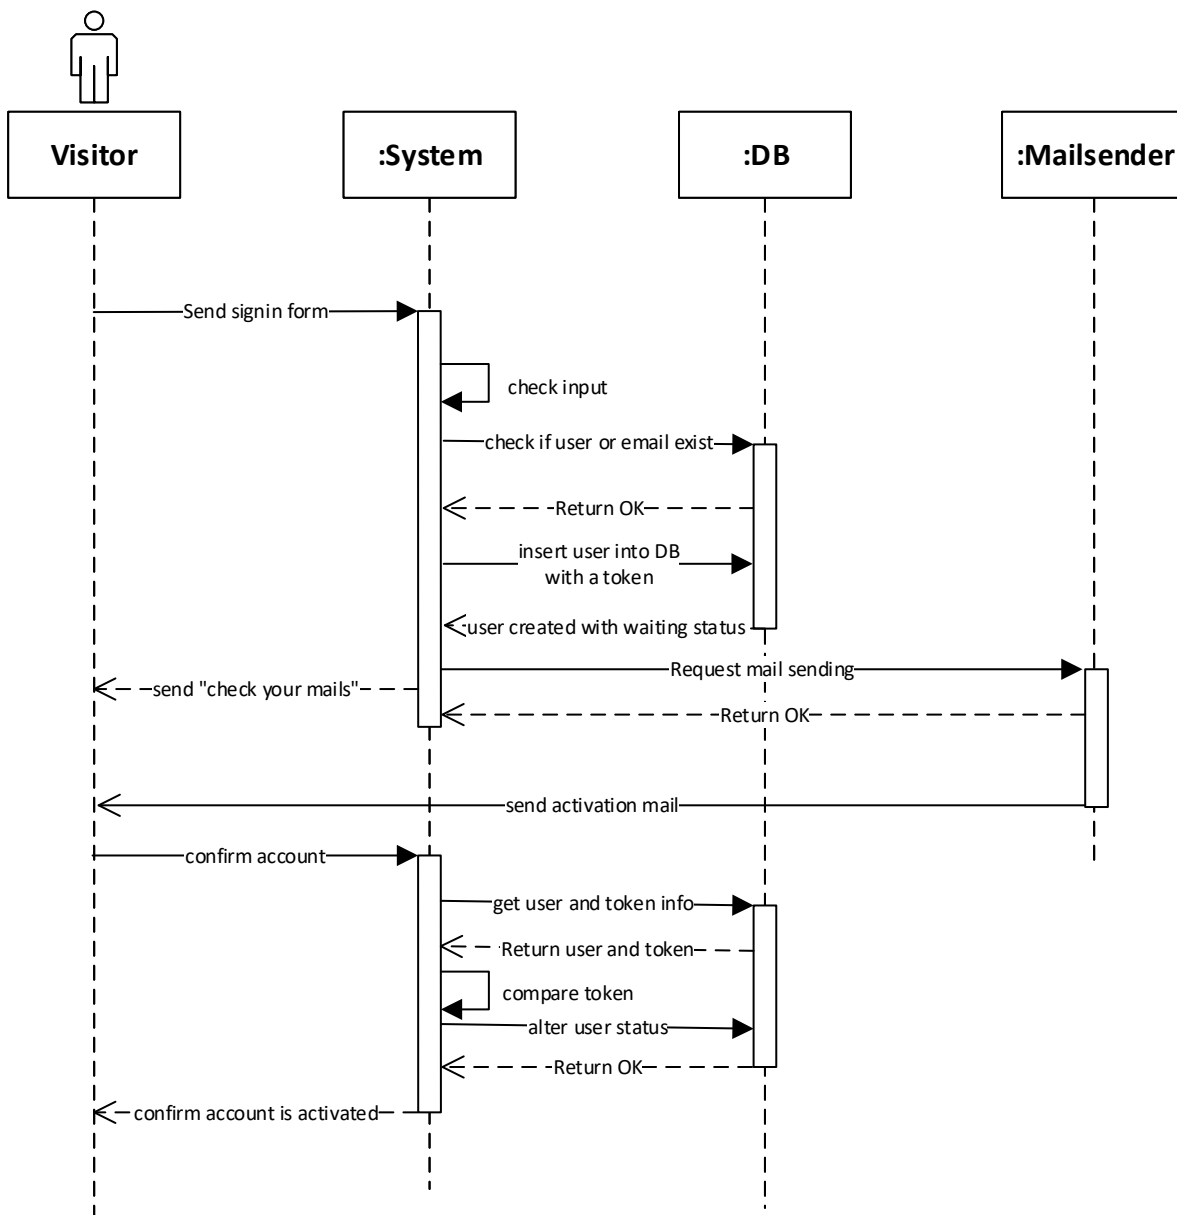 Visitor
:System
:DB
:Mailsender
Send signin form
check input
check if user or email exist
Return OK
insert user into DB
with a token
user created with waiting status
Request mail sending
send "check your mails"
Return OK
send activation mail
confirm account
get user and token info
Return user and token
compare token
alter user status
Return OK
confirm account is activated